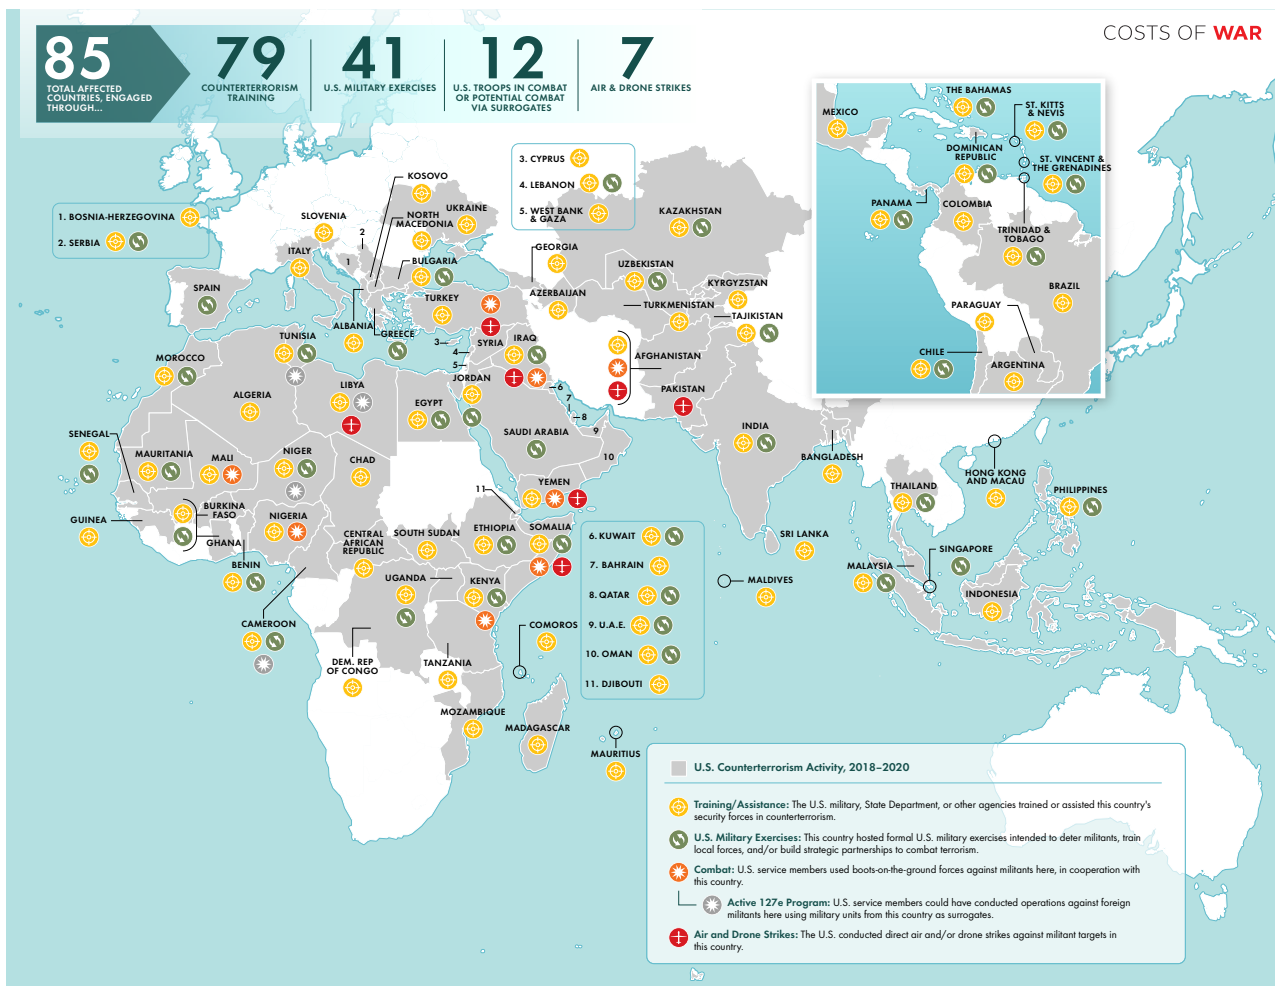 COSTS OF WAR
85
TOTAL AFFECTED
COUNTRIES, ENGAGED
THROUGH...
79
COUNTERTERRORISM
TRAINING
41
U.S. MILITARY EXERCISES
12
U.S. TROOPS IN COMBAT
OR POTENTIAL COMBAT
VIA SURROGATES
7
AIR & DRONE STRIKES
1. BOSNIA-HERZEGOVINA
2. SERBIA
3. CYPRUS
4. LEBANON
5. WEST BANK
& GAZA
MEXICO
THE BAHAMAS
ST. KITTS
& NEVIS
DOMINICAN
REPUBLIC
ST. VINCENT &
THE GRENADINES
PANAMA
COLOMBIA
TRINIDAD &
TOBAGO
BRAZIL
PARAGUAY
CHILE
ARGENTINA
KOSOVO
SLOVENIA
NORTH
MACEDONIA
UKRAINE
2
1
ITALY
BULGARIA
SPAIN
TURKEY
ALBANIA
GREECE
GEORGIA
AZERBAIJAN
KAZAKHSTAN
UZBEKISTAN
KYRGYZSTAN
TURKMENISTAN
TAJIKISTAN
TUNISIA
MOROCCO
3
4
5
SYRIA
IRAQ
AFGHANISTAN
PAKISTAN
ALGERIA
LIBYA
EGYPT
JORDAN
6
7
8
9
10
SAUDI ARABIA
INDIA
BANGLADESH
HONG KONG
AND MACAU
THAILAND
PHILIPPINES
SENEGAL
MAURITANIA
MALI
NIGER
CHAD
YEMEN
11
GUINEA
BURKINA
FASO
GHANA
NIGERIA
BENIN
CENTRAL
AFRICAN
REPUBLIC
SOUTH SUDAN
ETHIOPIA
SOMALIA
UGANDA
KENYA
CAMEROON
DEM. REP
OF CONGO
TANZANIA
COMOROS
MOZAMBIQUE
MADAGASCAR
MAURITIUS
SRI LANKA
MALDIVES
MALAYSIA
SINGAPORE
INDONESIA
6. KUWAIT
7. BAHRAIN
8. QATAR
9. U.A.E.
10. OMAN
11. DJIBOUTI
U.S. Counterterrorism Activity, 2018–2020
Training/Assistance: The U.S. military, State Department, or other agencies trained or assisted this country's
security forces in counterterrorism.
U.S. Military Exercises: This country hosted formal U.S. military exercises intended to deter militants, train
local forces, and/or build strategic partnerships to combat terrorism.
Combat: U.S. service members used boots-on-the-ground forces against militants here, in cooperation with
this country.
Active 127e Program: U.S. service members could have conducted operations against foreign
militants here using military units from this country as surrogates.
Air and Drone Strikes: The U.S. conducted direct air and/or drone strikes against militant targets in
this country.